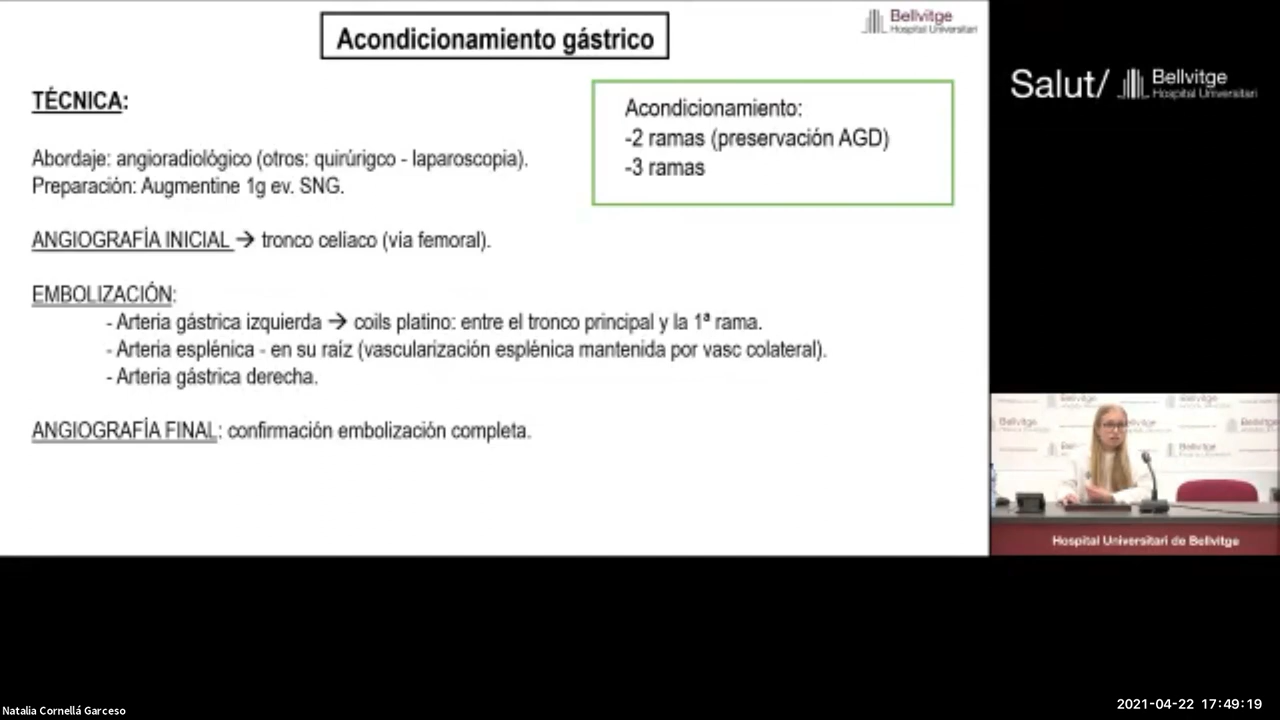 Acondicionamiento gástrico
Bellvitge
Hospital Universitari
TÉCNICA:
Acondicionamiento:
-2 ramas (preservación AGD)
-3 ramas
Abordaje: angioradiológico (otros: quirúrigco - laparoscopia).
Preparación: Augmentine 1g ev. SNG.
ANGIOGRAFÍA INICIAL → tronco celiaco (via femoral).
EMBOLIZACIÓN:
- Arteria gástrica izquierda → coils platino: entre el tronco principal y la 1ª rama.
- Arteria esplénica - en su raíz (vascularización esplénica mantenida por vasc colateral).
- Arteria gástrica derecha.
ANGIOGRAFÍA FINAL: confirmación embolización completa.
Salut/ Bellvitge
Hospital Universitari
Bellvitge
Bellvitge
Bellvitge
Hospital Universitari de Bellvitge
Natalia Cornellá Garceso
2021-04-22 17:49:19